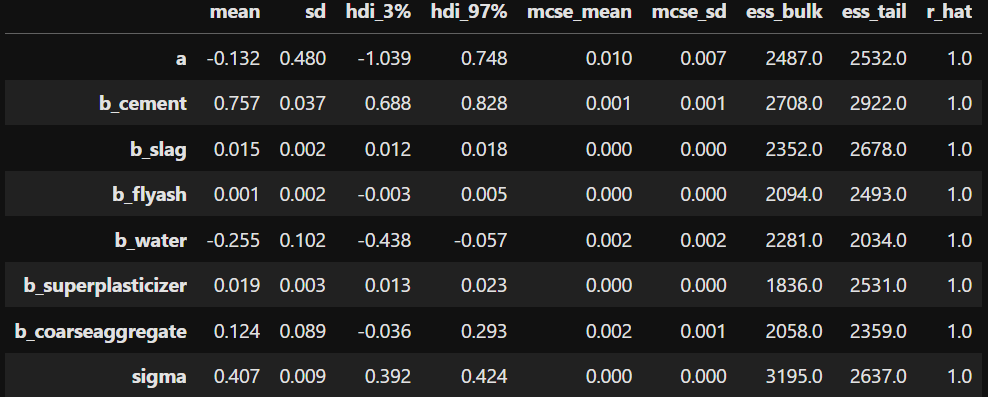 mean sd hdi_3% hdi_97% mcse_mean mcse_sd ess_bulk ess_tail r_hat
a -0.132 0.480 -1.039 0.748 0.010 0.007 2487.0 2532.0 1.0
b_cement 0.757 0.037 0.688 0.828 0.001 0.001 2708.0 2922.0 1.0
b_slag 0.015 0.002 0.012 0.018 0.000 0.000 2352.0 2678.0 1.0
b_flyash 0.001 0.002 -0.003 0.005 0.000 0.000 2094.0 2493.0 1.0
b_water -0.255 0.102 -0.438 -0.057 0.002 0.002 2281.0 2034.0 1.0
b_superplasticizer 0.019 0.003 0.013 0.023 0.000 0.000 1836.0 2531.0 1.0
b_coarseaggregate 0.124 0.089 -0.036 0.293 0.002 0.001 2058.0 2359.0 1.0
sigma 0.407 0.009 0.392 0.424 0.000 0.000 3195.0 2637.0 1.0